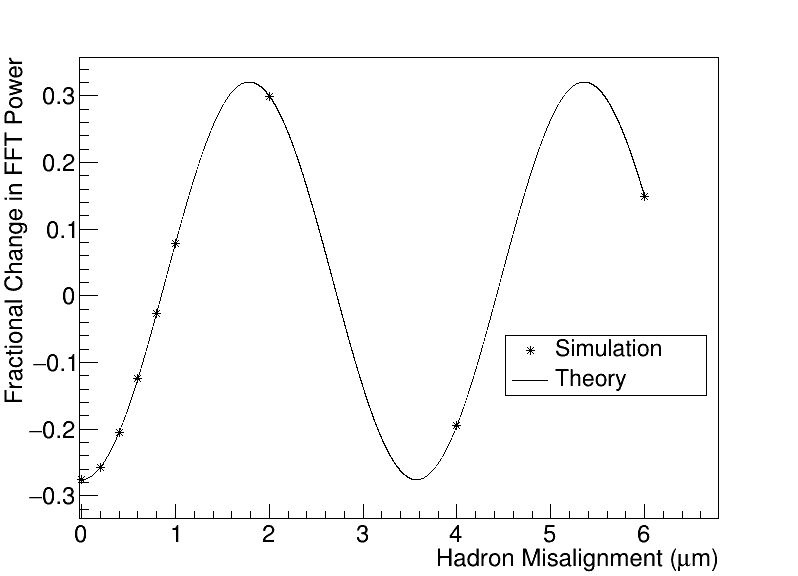 Fractional Change in FFT Power
0.3
0.2
0.1
0
−0.1
−0.2
−0.3
Simulation
Theory
0 1 2 3 4 5 6
Hadron Misalignment (μm)